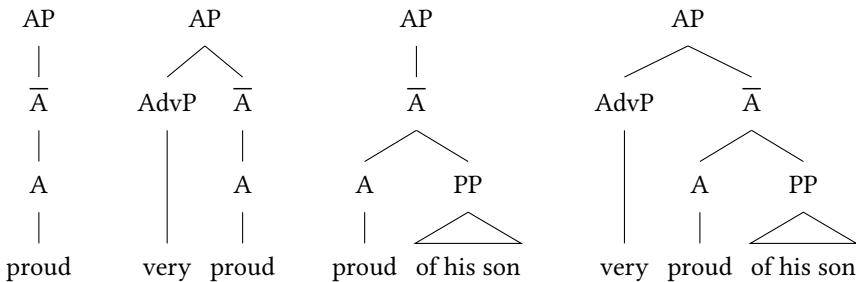 AP AP AP AP
A̅ AdvP A̅ A̅ AdvP A̅
A A A PP A PP
proud very proud proud of his son very proud of his son